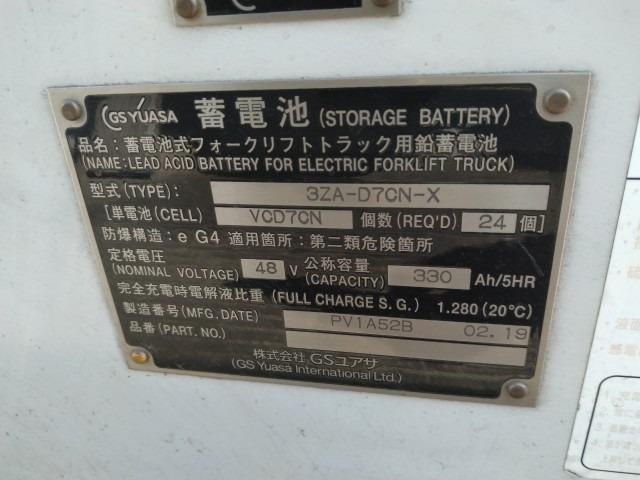 GS YUASA 蓄電池 (STORAGE BATTERY)
品名：蓄電池式フォークリフトトラック用鉛蓄電池
(NAME:LEAD ACID BATTERY FOR ELECTRIC FORKLIFT TRUCK)
型式 (TYPE): 3ZA-D7CN-X
[単電池 (CELL) VCD7CN 個数 (REQ'D) 24 個]
防爆構造：e G4 適用箇所：第二類危険箇所
定格電圧 (NOMINAL VOLTAGE) 48 V 公称容量 (CAPACITY) 330 Ah/5HR
完全充電時電解液比重 (FULL CHARGE S.G.) 1.280 (20°C)
製造番号 (MFG.DATE) PV1A52B 02.19
品番 (PART.NO.)
株式会社 GSユアサ
(GS Yuasa International Ltd.)